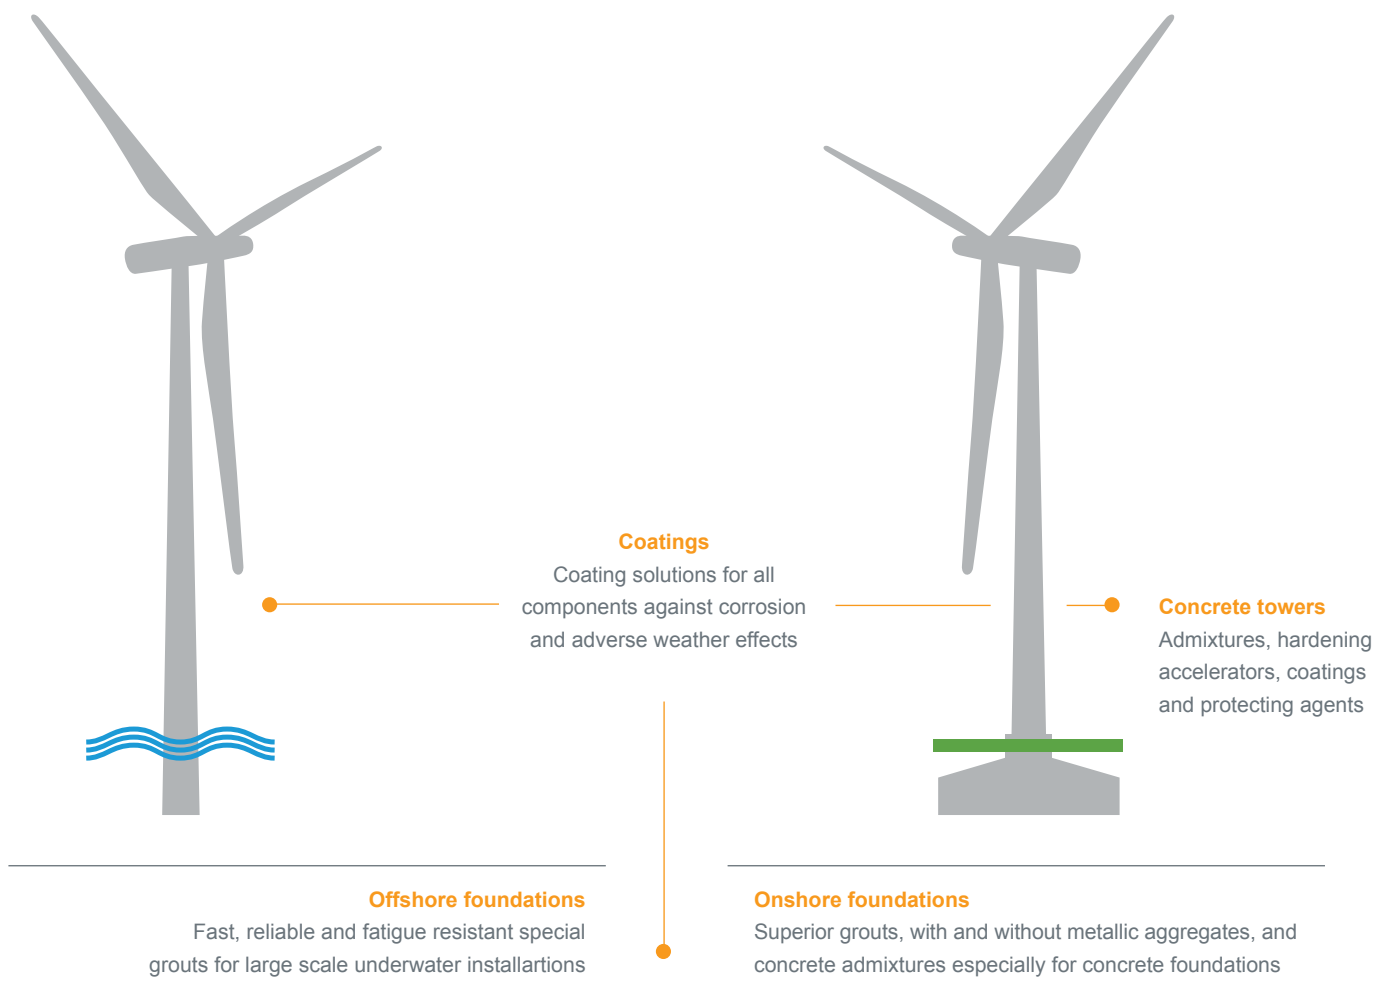 Coatings
Coating solutions for all
components against corrosion
and adverse weather effects
Concrete towers
Admixtures, hardening
accelerators, coatings
and protecting agents
Offshore foundations
Fast, reliable and fatigue resistant special
grouts for large scale underwater installartions
Onshore foundations
Superior grouts, with and without metallic aggregates, and
concrete admixtures especially for concrete foundations